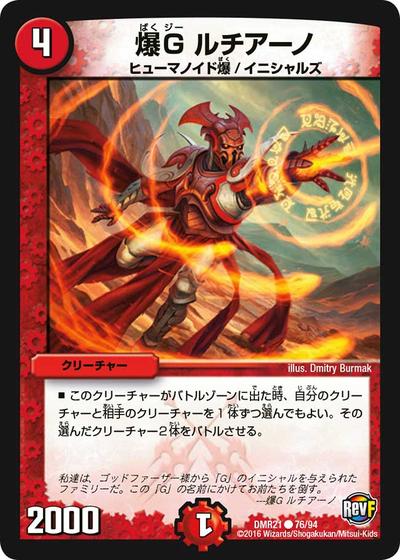 4
ばく ジー
爆G ルチアーノ
ばく
ヒューマノイド爆 / イニシャルズ
クリーチャー
illus. Dmitry Burmak
■ このクリーチャーがバトルゾーンに出た時、自分のクリ
ーチャーと相手のクリーチャーを1体ずつ選んでもよい。その
選んだクリーチャー2体をバトルさせる。
私達は、ゴッドファーザー様から「G」のイニシャルを与えられた
ファミリーだ。この「G」の名前にかけてお前たちを倒す。
---爆G ルチアーノ
RevF
2000
1
DMR21 ● 76/94
©2016 Wizards/Shogakukan/Mitsui-Kids